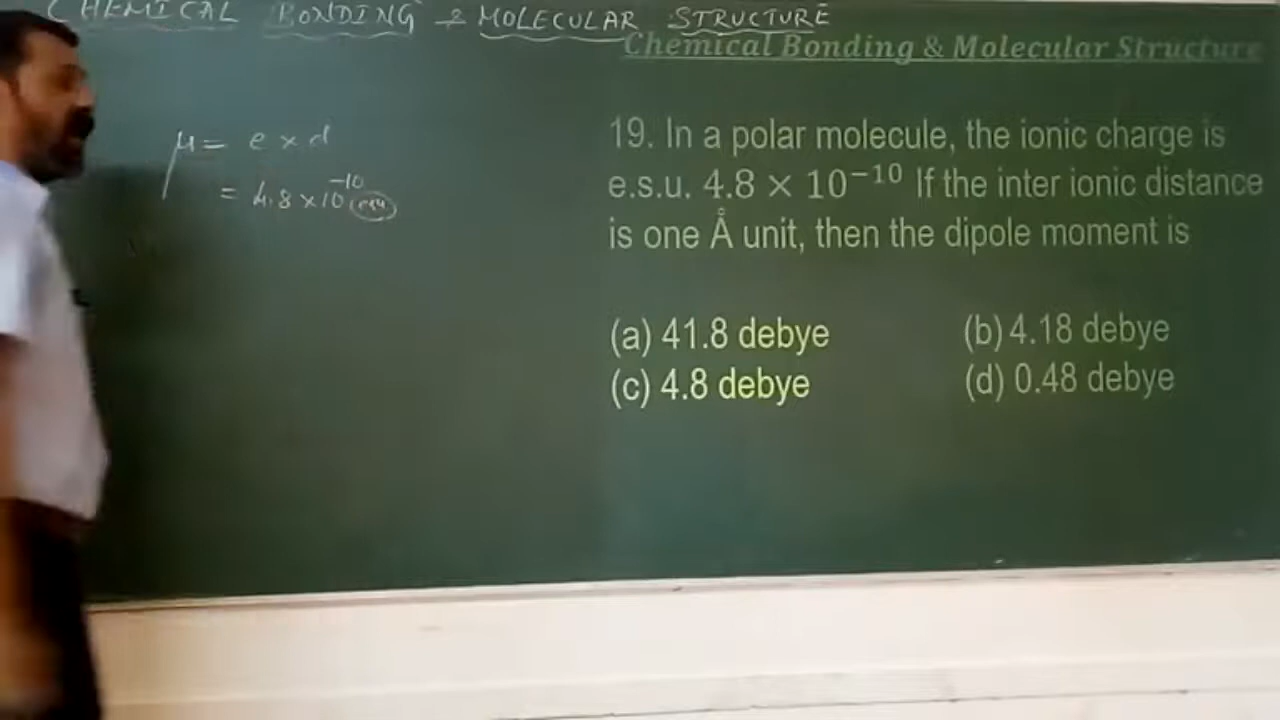 CHEMICAL BONDING & MOLECULAR STRUCTURE
Chemical Bonding & Molecular Structure
μ = e × d
= 4.8 × 10⁻¹⁰ esu
19. In a polar molecule, the ionic charge is
e.s.u. 4.8 × 10⁻¹⁰ If the inter ionic distance
is one Å unit, then the dipole moment is
(a) 41.8 debye (b) 4.18 debye
(c) 4.8 debye (d) 0.48 debye